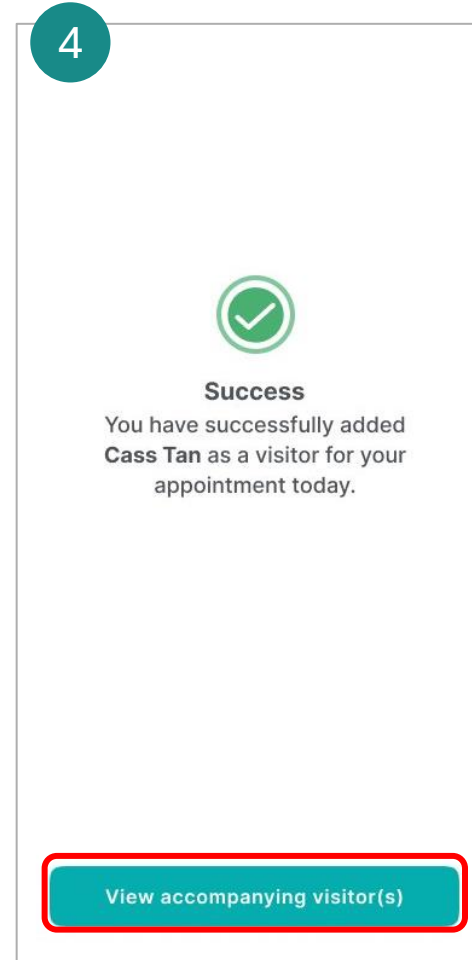 4
Success
You have successfully added
Cass Tan as a visitor for your
appointment today.
View accompanying visitor(s)